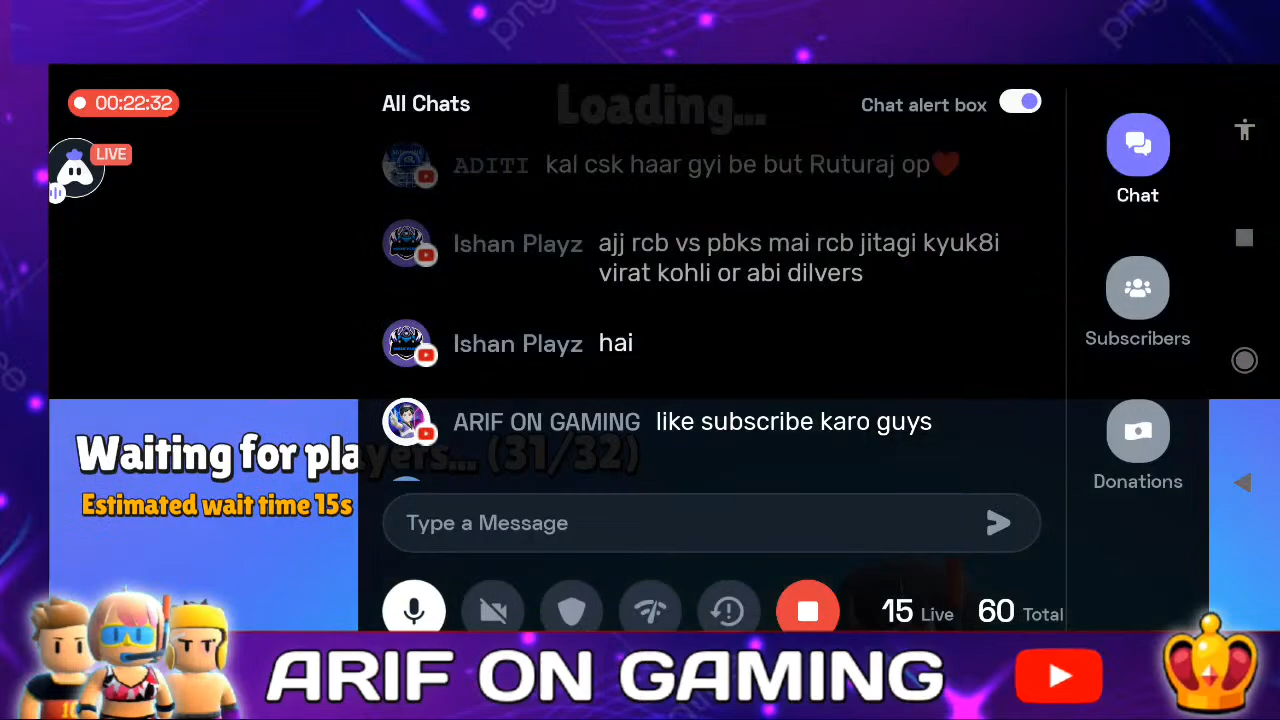 png
png
00:22:32
All Chats
Loading...
Chat alert box
LIVE
ADITI kal csk haar gyi be but Ruturaj op❤️
Chat
Ishan Playz ajj rcb vs pbks mai rcb jitagi kyuk8i
virat kohli or abi dilvers
Subscribers
Ishan Playz hai
ARIF ON GAMING like subscribe karo guys
Waiting for players... (31/32)
Estimated wait time 15s
Donations
Type a Message
15 Live 60 Total
ARIF ON GAMING